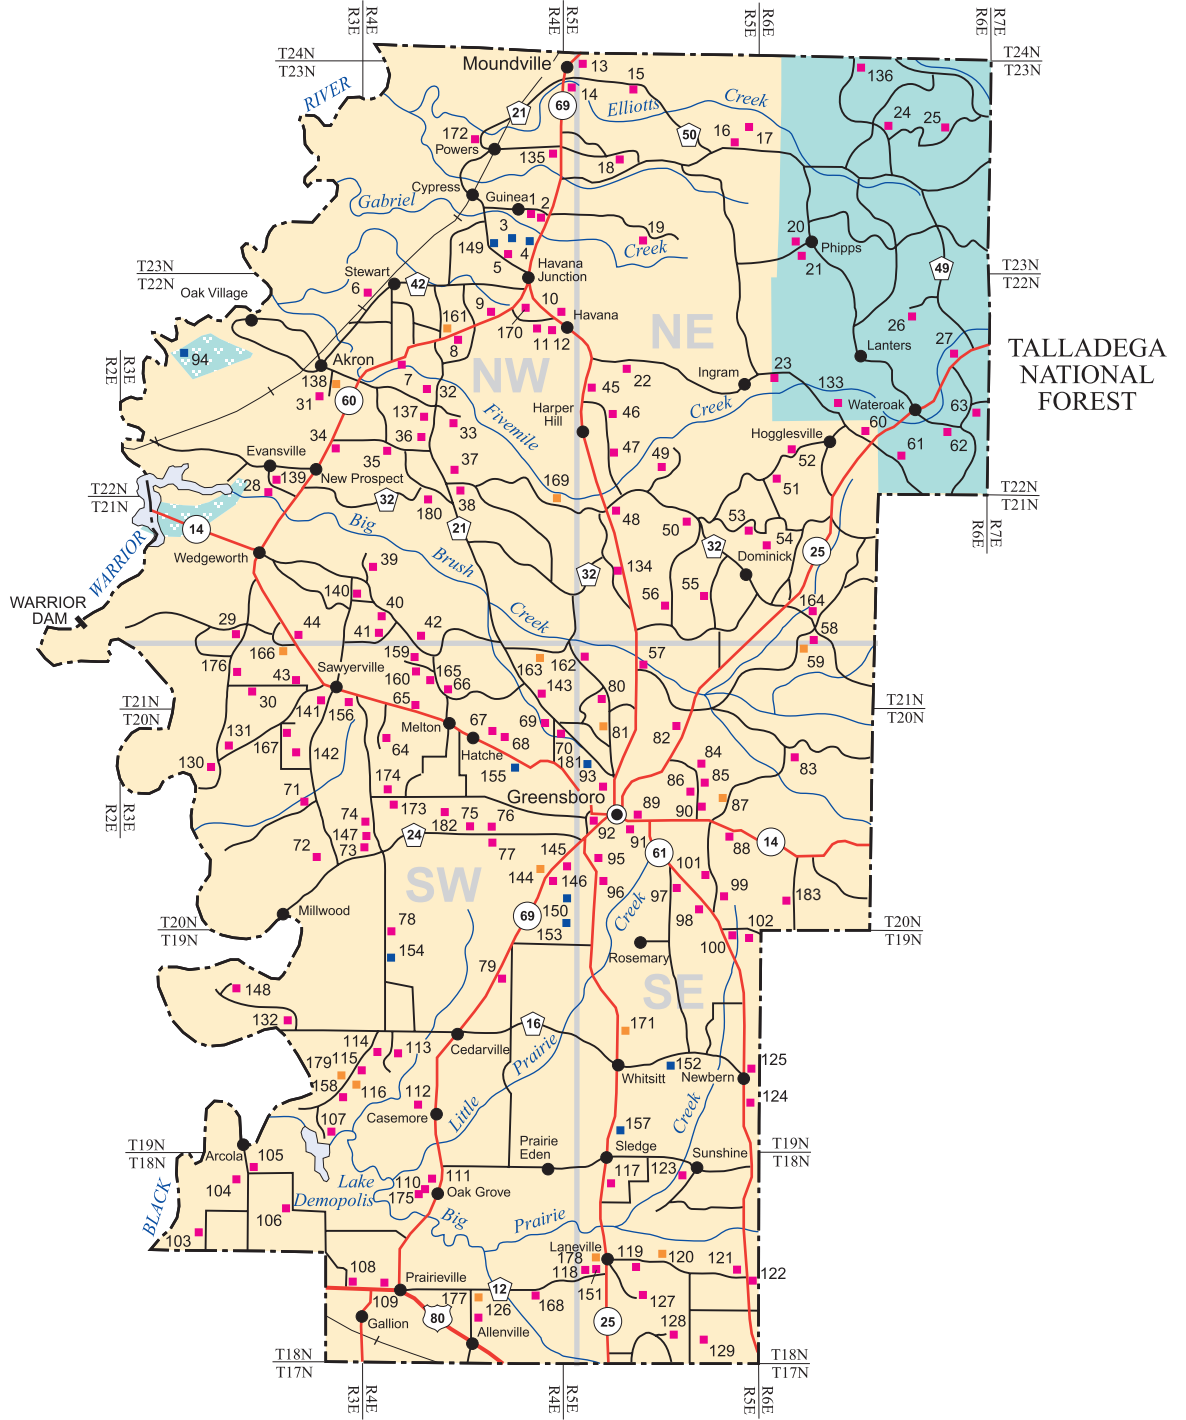 R3E
R4E
R4E
R5E
R5E
R6E
R6E
R7E
T24N
T23N
T24N
T23N
Moundville
13
15
14
136
RIVER
21
69
Elliotts
Creek
24
25
172
50
16
17
Powers
135
18
Cypress
Guinea
1
2
Gabriel
3
19
20
149
4
Creek
Phipps
5
21
T23N
T22N
Havana
Junction
49
T23N
T22N
Stewart
42
Oak Village
6
9
10
161
Havana
26
170
11
12
NE
27
94
8
Lanters
Akron
NW
TALLADEGA
NATIONAL
FOREST
R2E
R3E
7
22
Ingram
23
138
32
45
133
31
60
Harper
Hill
Wateroak
137
46
Creek
63
Fivemile
33
60
34
36
Hogglesville
62
Evansville
35
47
61
52
139
37
49
28
New Prospect
51
T22N
T21N
32
169
T22N
T21N
38
180
48
50
53
14
Big
21
54
R6E
R7E
WARRIOR
32
25
Wedgeworth
Brush
Dominick
39
32
134
WARRIOR
DAM
140
55
40
56
164
Creek
29
44
41
42
58
166
159
163
162
57
59
176
43
Sawyerville
160
165
143
80
30
66
141
156
65
T21N
T20N
T21N
T20N
131
Melton
67
69
81
82
167
142
64
Hatche
68
70
84
130
155
181
83
93
85
174
86
71
Greensboro
87
R2E
R3E
173
89
90
74
182
75
76
147
24
92
91
88
14
73
77
61
72
145
95
101
SW
144
146
96
99
97
183
Millwood
69
150
Creek
98
78
102
T20N
T19N
153
T20N
T19N
154
100
Rosemary
79
148
SE
132
16
171
114
113
Cedarville
Prairie
179
115
125
152
158
116
Whitsitt
Newbern
112
Little
124
107
Casemore
157
Creek
T19N
T18N
Prairie
Eden
Sledge
T19N
T18N
Arcola
105
Sunshine
104
Lake
Demopolis
110
111
117
123
175
Oak Grove
106
BLACK
Big
Prairie
103
Laneville
178
119
120
108
118
121
122
Prairieville
12
151
109
177
126
168
127
Gallion
80
25
128
Allenville
129
T18N
T17N
T18N
T17N
R3E
R4E
R4E
R5E
R5E
R6E